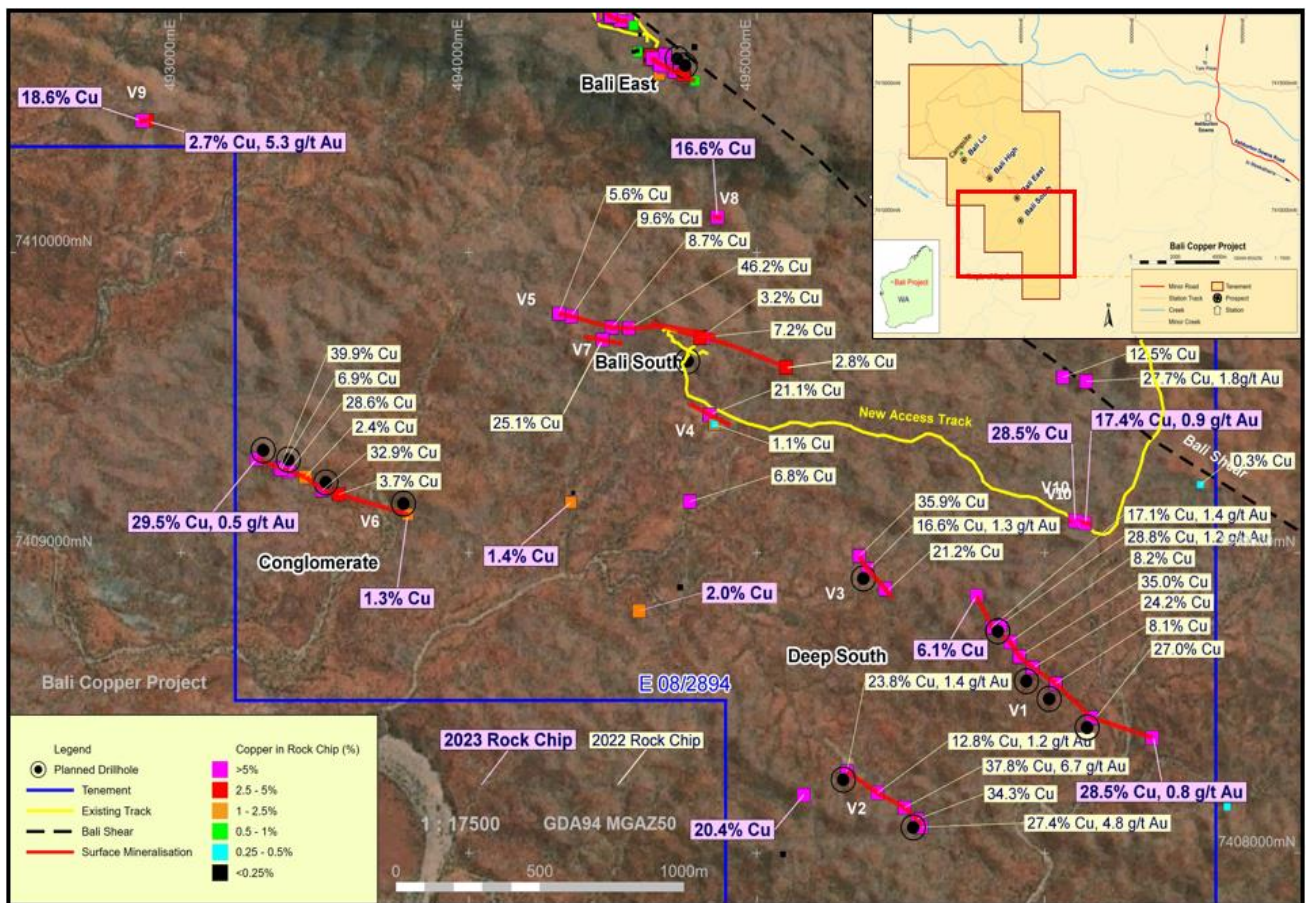 493000mE
494000mE
495000mE
V9
18.6% Cu
2.7% Cu, 5.3 g/t Au
Bali East
16.6% Cu
V8
7410000mN
5.6% Cu
9.6% Cu
8.7% Cu
46.2% Cu
3.2% Cu
7.2% Cu
2.8% Cu
V5
V7
Bali South
25.1% Cu
21.1% Cu
V4
1.1% Cu
6.8% Cu
New Access Track
12.5% Cu
27.7% Cu, 1.8g/t Au
17.4% Cu, 0.9 g/t Au
28.5% Cu
Bali Shear
0.3% Cu
V10
V10
39.9% Cu
6.9% Cu
28.6% Cu
2.4% Cu
32.9% Cu
3.7% Cu
V6
29.5% Cu, 0.5 g/t Au
Conglomerate
1.3% Cu
1.4% Cu
2.0% Cu
7409000mN
35.9% Cu
16.6% Cu, 1.3 g/t Au
21.2% Cu
V3
17.1% Cu, 1.4 g/t Au
28.8% Cu, 1.2 g/t Au
8.2% Cu
35.0% Cu
24.2% Cu
8.1% Cu
27.0% Cu
6.1% Cu
Deep South
V1
23.8% Cu, 1.4 g/t Au
12.8% Cu, 1.2 g/t Au
37.8% Cu, 6.7 g/t Au
34.3% Cu
27.4% Cu, 4.8 g/t Au
28.5% Cu, 0.8 g/t Au
V2
20.4% Cu
7408000mN
Bali Copper Project
E 08/2894
2023 Rock Chip
2022 Rock Chip
1 : 17500
GDA94 MGAZ50
0
500
1000m
Legend
Planned Drillhole
Tenement
Existing Track
Bali Shear
Surface Mineralisation
Copper in Rock Chip (%)
>5%
2.5 - 5%
1 - 2.5%
0.5 - 1%
0.25 - 0.5%
<0.25%
Campsite
Bali Lo
Bali High
Bali East
Bali South
Ashburton River
Ashburton Downs
Ashburton Downs Road
Bali Project
WA
Bali Copper Project
Minor Road
Station Track
Creek
Minor Creek
Tenement
Prospect
Station
N